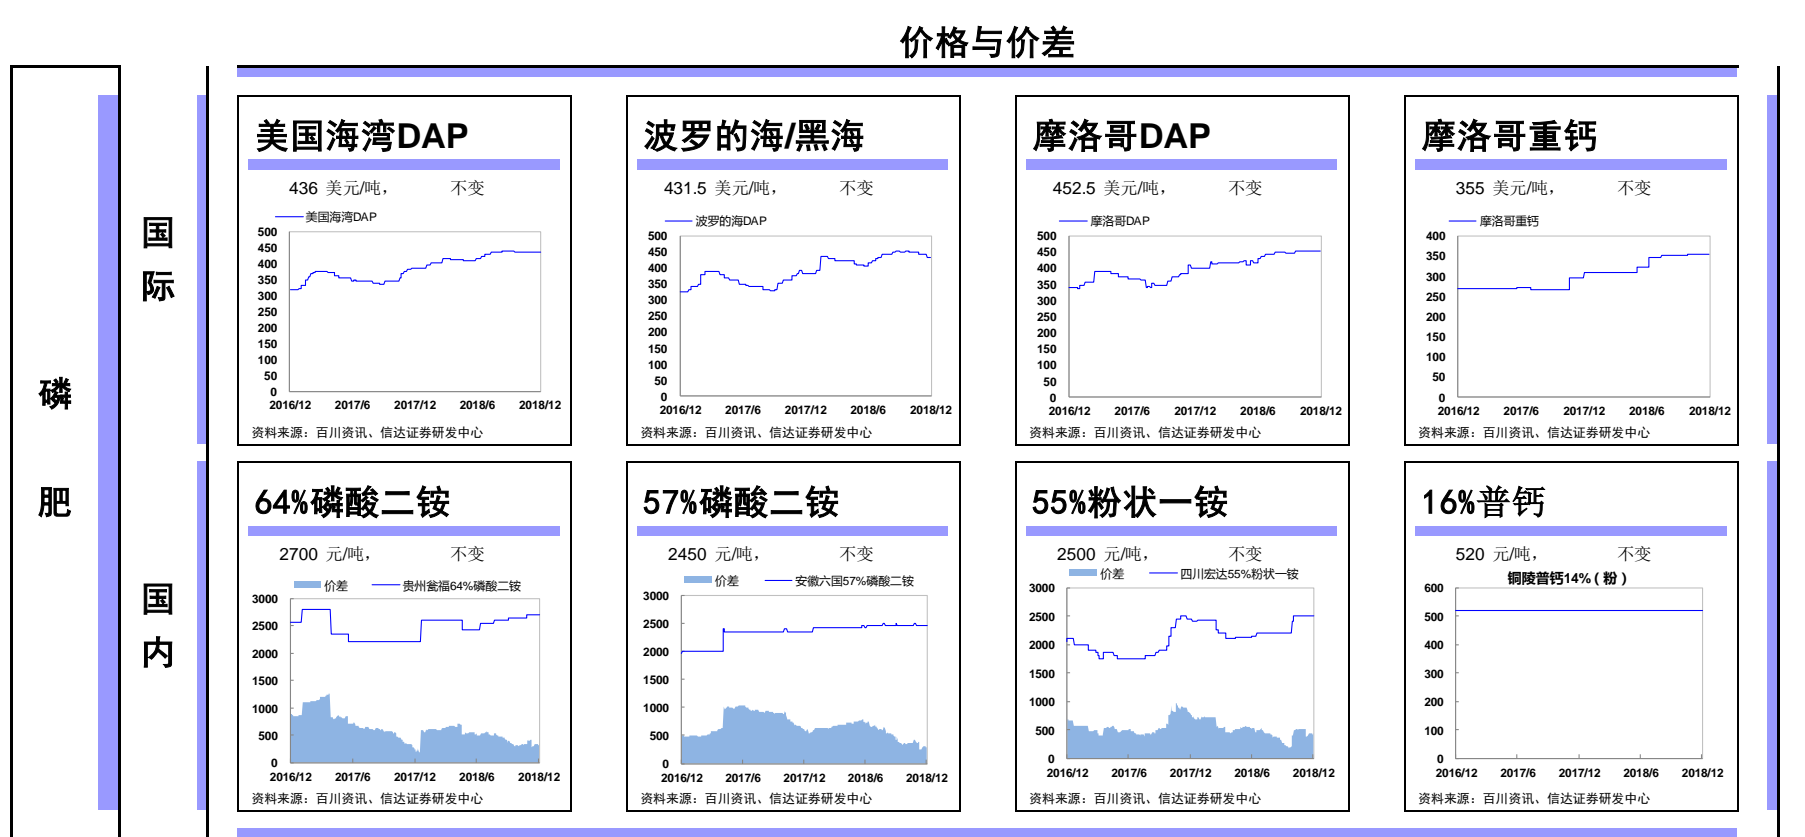 价格与价差
磷
肥
国
际
美国海湾DAP
436 美元/吨， 不变
美国海湾DAP
500
450
400
350
300
250
200
150
100
50
0
2016/12 2017/6 2017/12 2018/6 2018/12
资料来源：百川资讯、信达证券研发中心
波罗的海/黑海
431.5 美元/吨， 不变
波罗的海DAP
500
450
400
350
300
250
200
150
100
50
0
2016/12 2017/6 2017/12 2018/6 2018/12
资料来源：百川资讯、信达证券研发中心
摩洛哥DAP
452.5 美元/吨， 不变
摩洛哥DAP
500
450
400
350
300
250
200
150
100
50
0
2016/12 2017/6 2017/12 2018/6 2018/12
资料来源：百川资讯、信达证券研发中心
摩洛哥重钙
355 美元/吨， 不变
摩洛哥重钙
400
350
300
250
200
150
100
50
0
2016/12 2017/6 2017/12 2018/6 2018/12
资料来源：百川资讯、信达证券研发中心
国
内
64%磷酸二铵
2700 元/吨， 不变
价差 贵州瓮福64%磷酸二铵
3000
2500
2000
1500
1000
500
0
2016/12 2017/6 2017/12 2018/6 2018/12
资料来源：百川资讯、信达证券研发中心
57%磷酸二铵
2450 元/吨， 不变
价差 安徽六国57%磷酸二铵
3000
2500
2000
1500
1000
500
0
2016/12 2017/6 2017/12 2018/6 2018/12
资料来源：百川资讯、信达证券研发中心
55%粉状一铵
2500 元/吨， 不变
价差 四川宏达55%粉状一铵
3000
2500
2000
1500
1000
500
0
2016/12 2017/6 2017/12 2018/6 2018/12
资料来源：百川资讯、信达证券研发中心
16%普钙
520 元/吨， 不变
铜陵普钙14%（粉）
600
500
400
300
200
100
0
2016/12 2017/6 2017/12 2018/6 2018/12
资料来源：百川资讯、信达证券研发中心